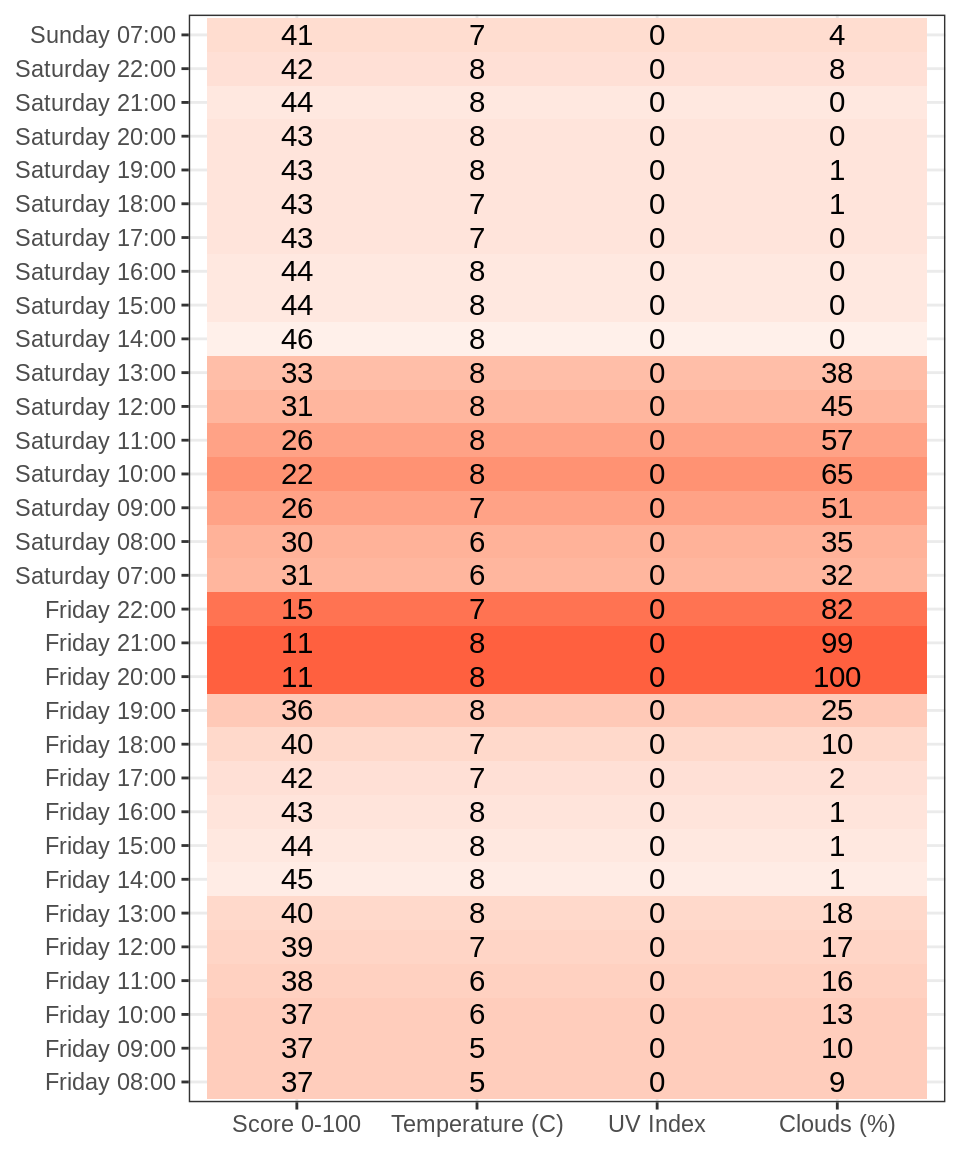 Sunday 07:00 41 7 0 4
Saturday 22:00 42 8 0 8
Saturday 21:00 44 8 0 0
Saturday 20:00 43 8 0 0
Saturday 19:00 43 8 0 1
Saturday 18:00 43 7 0 1
Saturday 17:00 43 7 0 0
Saturday 16:00 44 8 0 0
Saturday 15:00 44 8 0 0
Saturday 14:00 46 8 0 0
Saturday 13:00 33 8 0 38
Saturday 12:00 31 8 0 45
Saturday 11:00 26 8 0 57
Saturday 10:00 22 8 0 65
Saturday 09:00 26 7 0 51
Saturday 08:00 30 6 0 35
Saturday 07:00 31 6 0 32
Friday 22:00 15 7 0 82
Friday 21:00 11 8 0 99
Friday 20:00 11 8 0 100
Friday 19:00 36 8 0 25
Friday 18:00 40 7 0 10
Friday 17:00 42 7 0 2
Friday 16:00 43 8 0 1
Friday 15:00 44 8 0 1
Friday 14:00 45 8 0 1
Friday 13:00 40 8 0 18
Friday 12:00 39 7 0 17
Friday 11:00 38 6 0 16
Friday 10:00 37 6 0 13
Friday 09:00 37 5 0 10
Friday 08:00 37 5 0 9
Score 0-100 Temperature (C) UV Index Clouds (%)